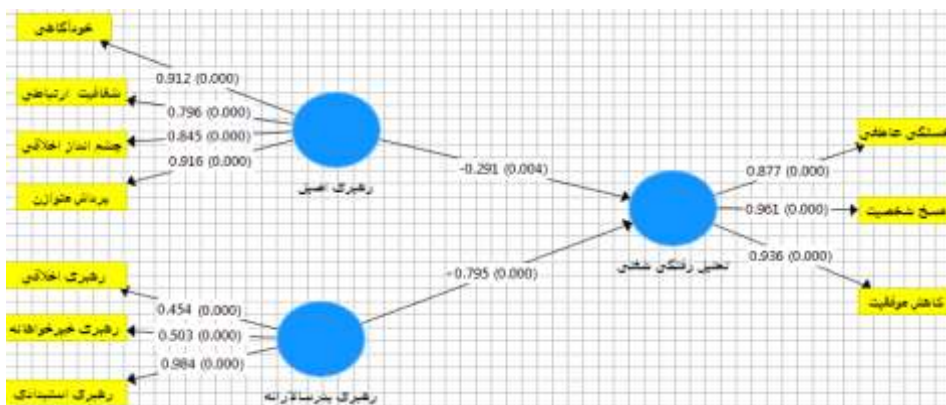 خودآگاهی
0.912 (0.000)
شفافیت ارتباطی
0.796 (0.000)
چشم انداز اخلاقی
0.845 (0.000)
پردازش متوازن
0.916 (0.000)
رهبری اصیل
-0.291 (0.004)
خستگی عاطفی
0.877 (0.000)
مسخ شخصیت
0.961 (0.000)
کاهش موفقیت
0.936 (0.000)
تحلیل رفتگی شغلی
-0.795 (0.000)
رهبری اخلاقی
0.454 (0.000)
رهبری خیرخواهانه
0.503 (0.000)
رهبری استبدادی
0.984 (0.000)
رهبری پدرسالارانه